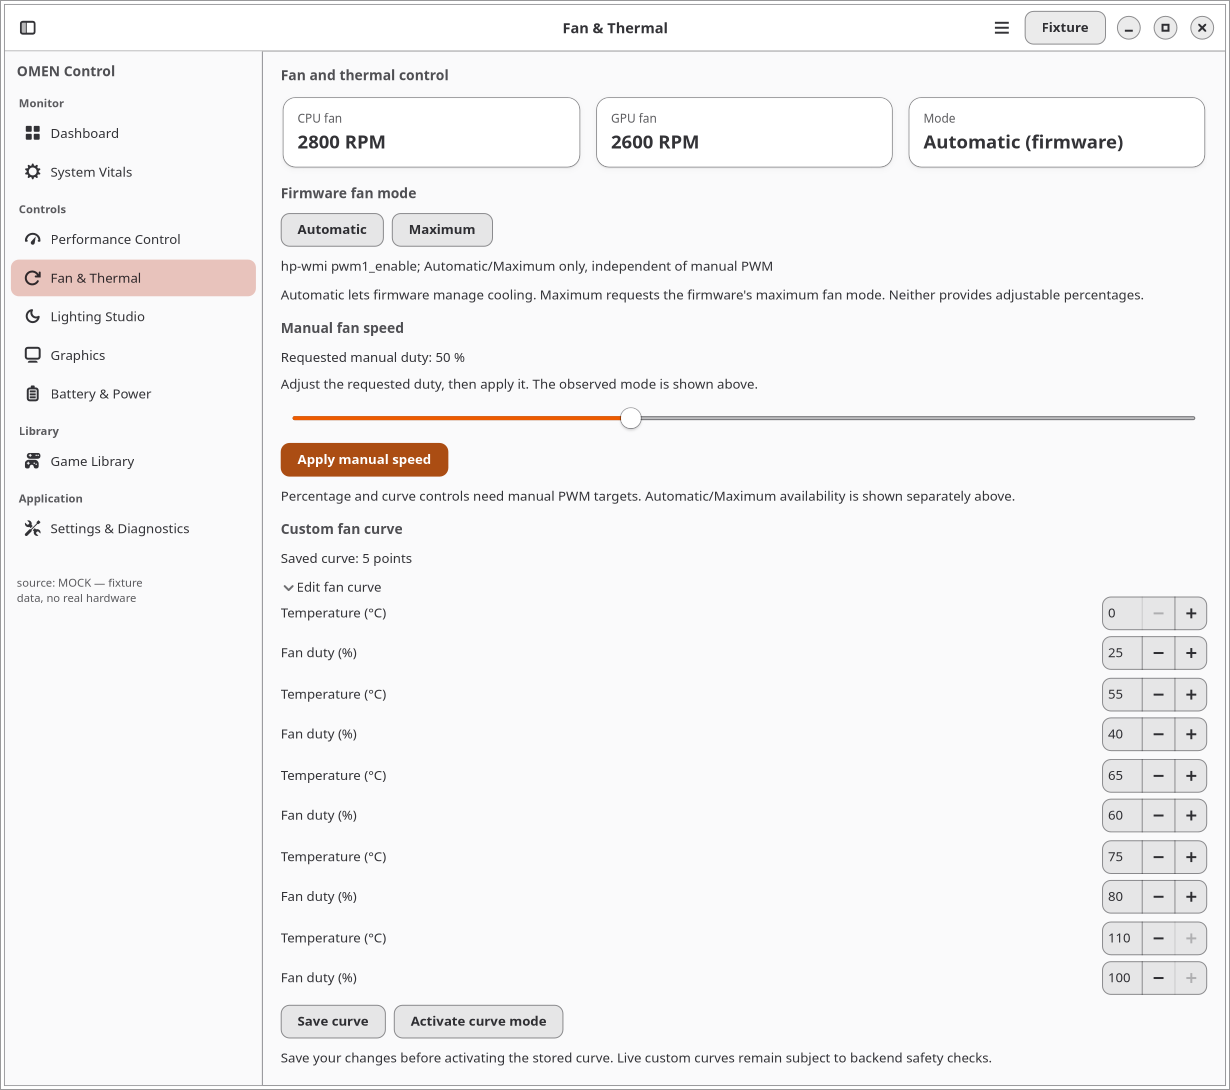 Fan & Thermal
Fixture
OMEN Control
Monitor
Dashboard
System Vitals
Controls
Performance Control
Fan & Thermal
Lighting Studio
Graphics
Battery & Power
Library
Game Library
Application
Settings & Diagnostics
source: MOCK — fixture
data, no real hardware
Fan and thermal control
CPU fan
2800 RPM
GPU fan
2600 RPM
Mode
Automatic (firmware)
Firmware fan mode
Automatic
Maximum
hp-wmi pwm1_enable; Automatic/Maximum only, independent of manual PWM
Automatic lets firmware manage cooling. Maximum requests the firmware's maximum fan mode. Neither provides adjustable percentages.
Manual fan speed
Requested manual duty: 50 %
Adjust the requested duty, then apply it. The observed mode is shown above.
Apply manual speed
Percentage and curve controls need manual PWM targets. Automatic/Maximum availability is shown separately above.
Custom fan curve
Saved curve: 5 points
Edit fan curve
Temperature (°C) 0
Fan duty (%) 25
Temperature (°C) 55
Fan duty (%) 40
Temperature (°C) 65
Fan duty (%) 60
Temperature (°C) 75
Fan duty (%) 80
Temperature (°C) 110
Fan duty (%) 100
Save curve
Activate curve mode
Save your changes before activating the stored curve. Live custom curves remain subject to backend safety checks.